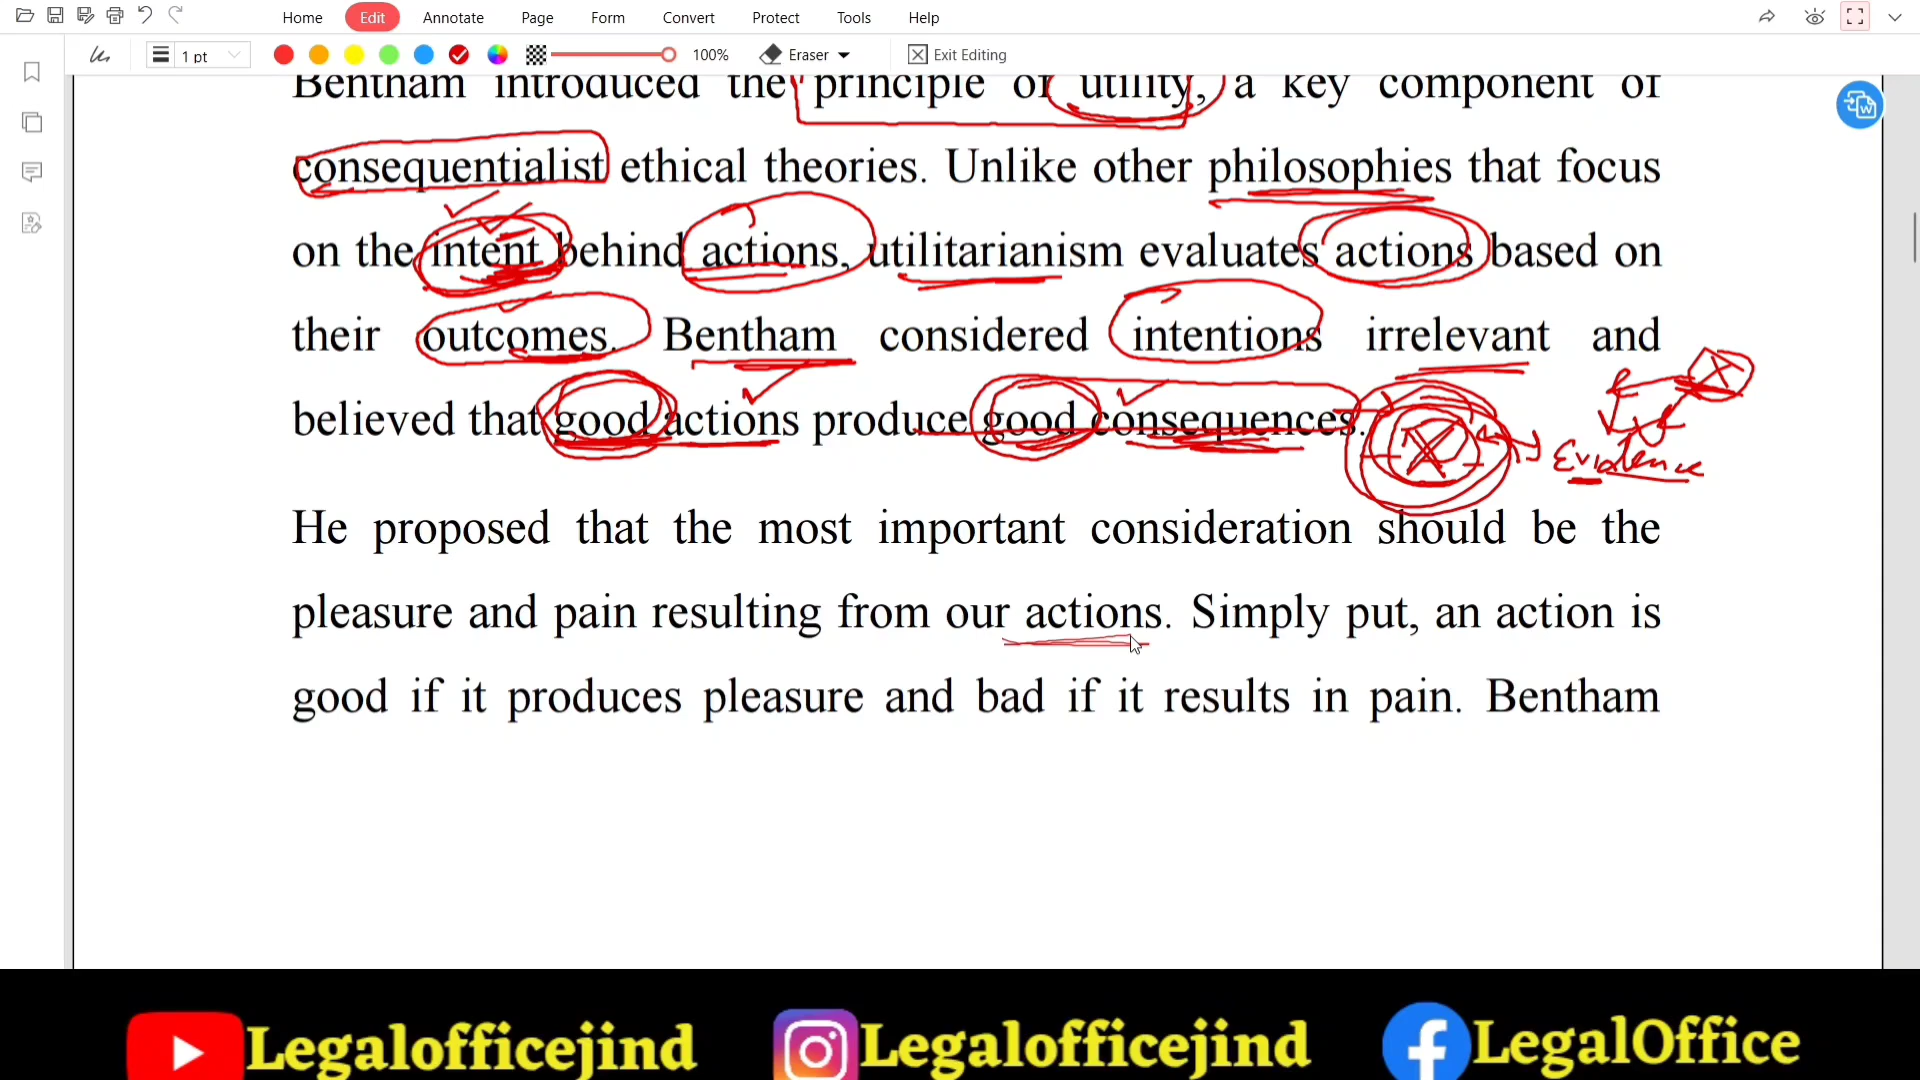 Home Edit Annotate Page Form Convert Protect Tools Help
1 pt 100% Eraser Exit Editing
Bentham introduced the principle of utility, a key component of
consequentialist ethical theories. Unlike other philosophies that focus
on the intent behind actions, utilitarianism evaluates actions based on
their outcomes. Bentham considered intentions irrelevant and
believed that good actions produce good consequences.
Evidence
He proposed that the most important consideration should be the
pleasure and pain resulting from our actions. Simply put, an action is
good if it produces pleasure and bad if it results in pain. Bentham
Legalofficejind Legalofficejind LegalOffice